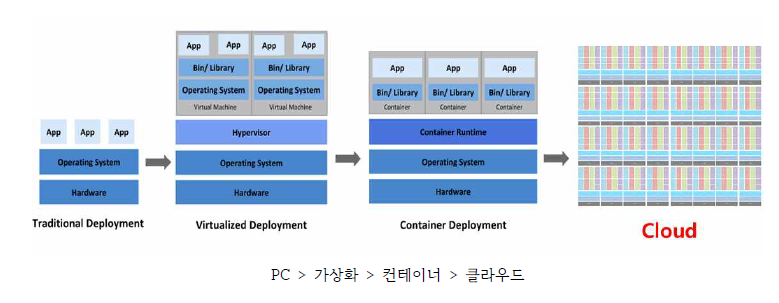 App App App
Operating System
Hardware
Traditional Deployment
App App App App
Bin/ Library Bin/ Library
Operating System Operating System
Virtual Machine Virtual Machine
Hypervisor
Operating System
Hardware
Virtualized Deployment
App App App
Bin/ Library Bin/ Library Bin/ Library
Container Container Container
Container Runtime
Operating System
Hardware
Container Deployment
Cloud
PC > 가상화 > 컨테이너 > 클라우드